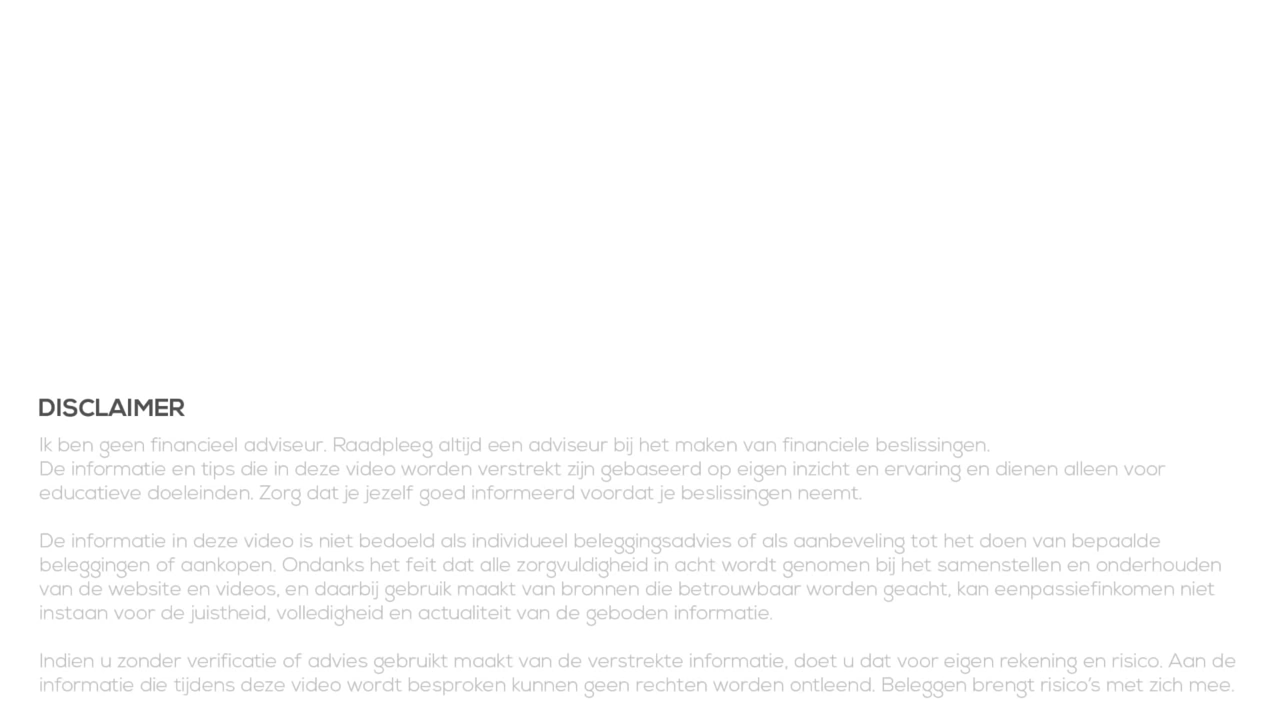 DISCLAIMER
Ik ben geen financieel adviseur. Raadpleeg altijd een adviseur bij het maken van financiele beslissingen.
De informatie en tips die in deze video worden verstrekt zijn gebaseerd op eigen inzicht en ervaring en dienen alleen voor
educatieve doeleinden. Zorg dat je jezelf goed informeerd voordat je beslissingen neemt.
De informatie in deze video is niet bedoeld als individueel beleggingsadvies of als aanbeveling tot het doen van bepaalde
beleggingen of aankopen. Ondanks het feit dat alle zorgvuldigheid in acht wordt genomen bij het samenstellen en onderhouden
van de website en videos, en daarbij gebruik maakt van bronnen die betrouwbaar worden geacht, kan eenpassiefinkomen niet
instaan voor de juistheid, volledigheid en actualiteit van de geboden informatie.
Indien u zonder verificatie of advies gebruikt maakt van de verstrekte informatie, doet u dat voor eigen rekening en risico. Aan de
informatie die tijdens deze video wordt besproken kunnen geen rechten worden ontleend. Beleggen brengt risico's met zich mee.